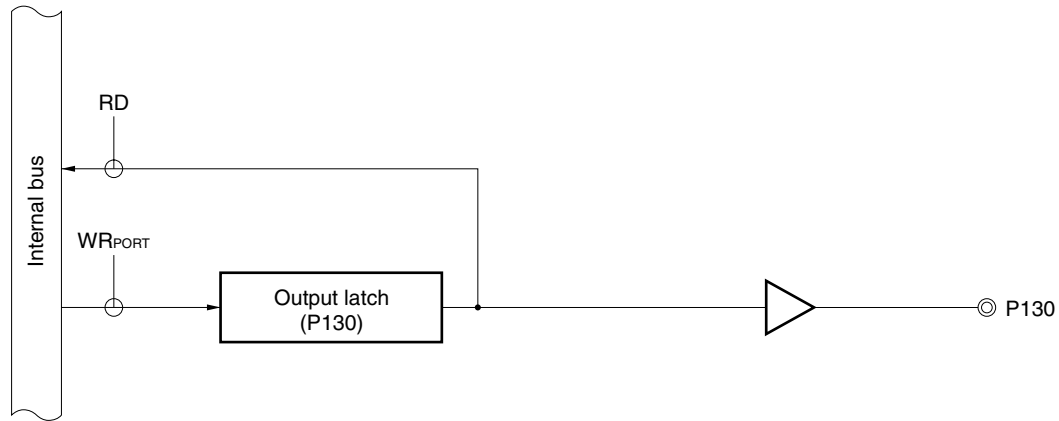 RD
Internal bus
WRPORT
Output latch
(P130)
P130